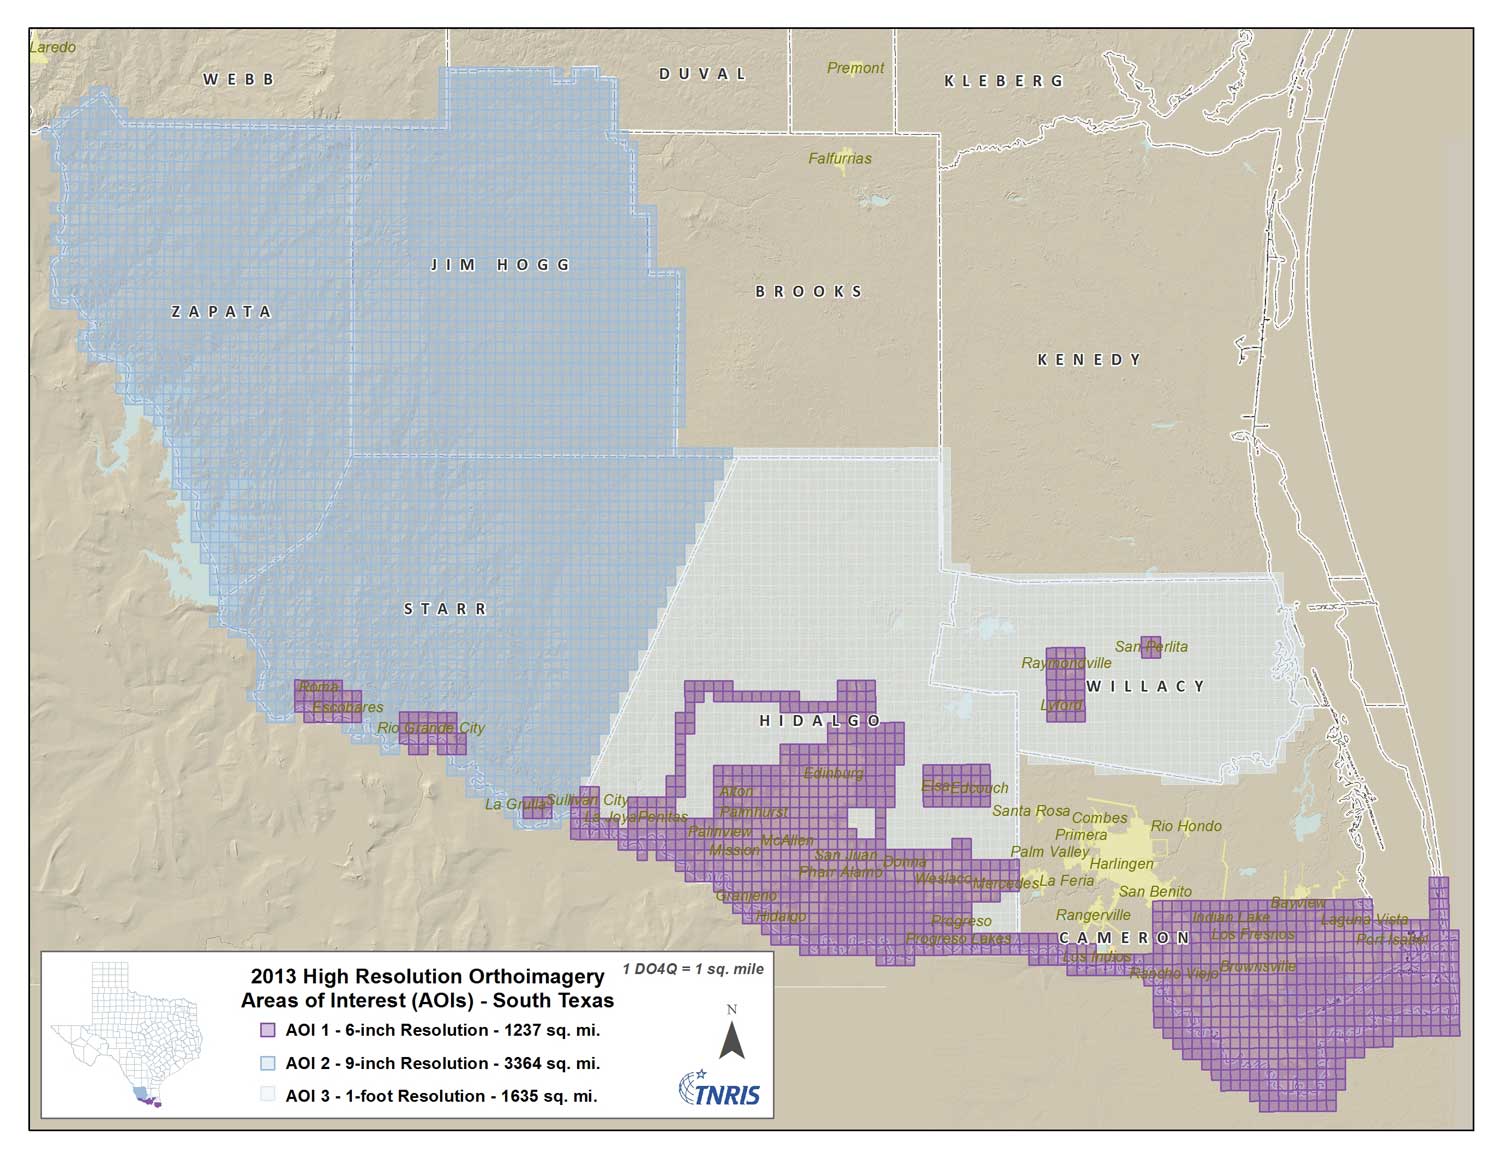 Laredo
WEBB
DUVAL
Premont
KLEBERG
Falfurrias
JIM HOGG
BROOKS
ZAPATA
KENEDY
STARR
San Perlita
Raymondville
WILLACY
Roma
Escobares
Lyford
Rio Grande City
HIDALGO
Edinburg
Alton
Elsa
Edcouch
La Grulla
Sullivan City
La Joya
Penitas
Palmhurst
Santa Rosa
Combes
Primera
Rio Hondo
Palmview
McAllen
Mission
San Juan
Donna
Palm Valley
Harlingen
Pharr
Alamo
Weslaco
Mercedes
La Feria
San Benito
Granjeno
Hidalgo
Progreso
Rangerville
Indian Lake
Bayview
Laguna Vista
Progreso Lakes
CAMERON
Los Fresnos
Port Isabel
Los Indios
Rancho Viejo
Brownsville
2013 High Resolution Orthoimagery
Areas of Interest (AOIs) - South Texas
1 DO4Q = 1 sq. mile
AOI 1 - 6-inch Resolution - 1237 sq. mi.
AOI 2 - 9-inch Resolution - 3364 sq. mi.
AOI 3 - 1-foot Resolution - 1635 sq. mi.
N
TNRIS